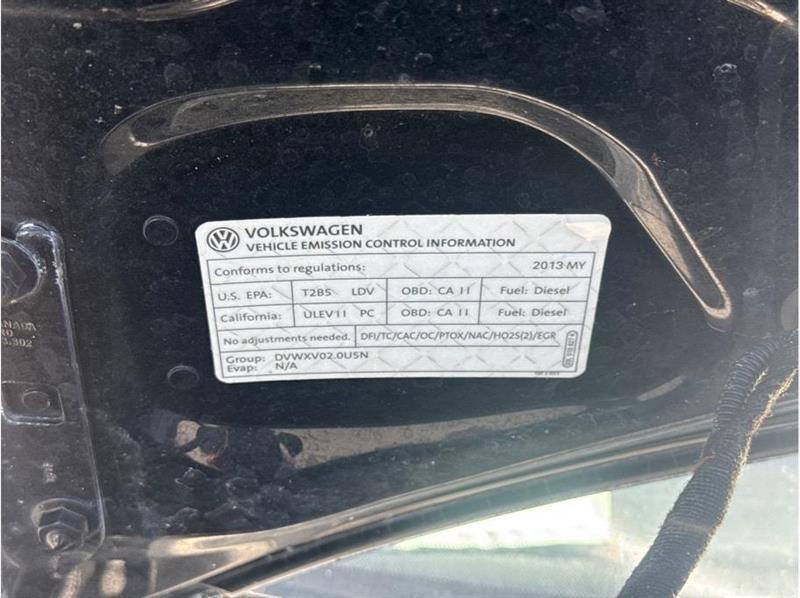 VOLKSWAGEN
VEHICLE EMISSION CONTROL INFORMATION
Conforms to regulations: 2013 MY
U.S. EPA: T2B5 LDV OBD: CA II Fuel: Diesel
California: ULEV II PC OBD: CA II Fuel: Diesel
No adjustments needed. DFI/TC/CAC/OC/PTOX/NAC/HO2S(2)/EGR
Group: DVWXV02.0U5N
Evap: N/A